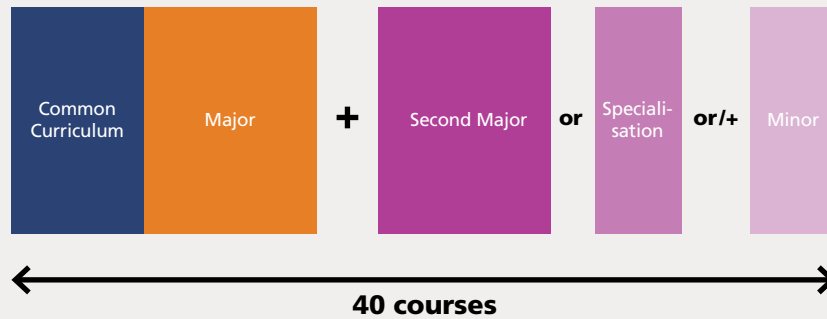 Common
Curriculum
Major
+
Second Major
or
Speciali-
sation
or/+
Minor
40 courses